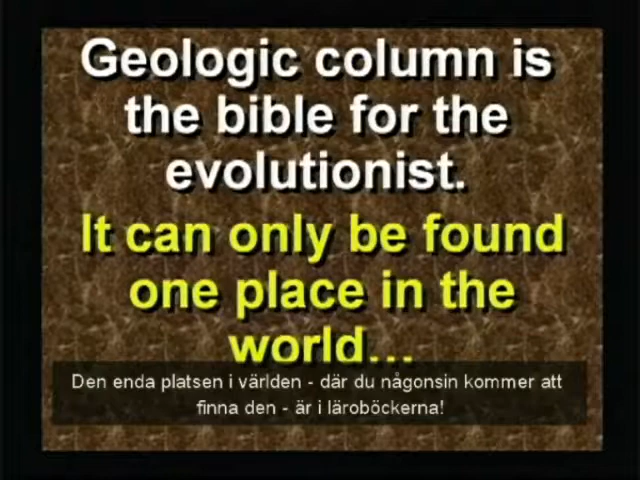 Geologic column is
the bible for the
evolutionist.
It can only be found
one place in the
world...
Den enda platsen i världen - där du någonsin kommer att
finna den - är i läroböckerna!